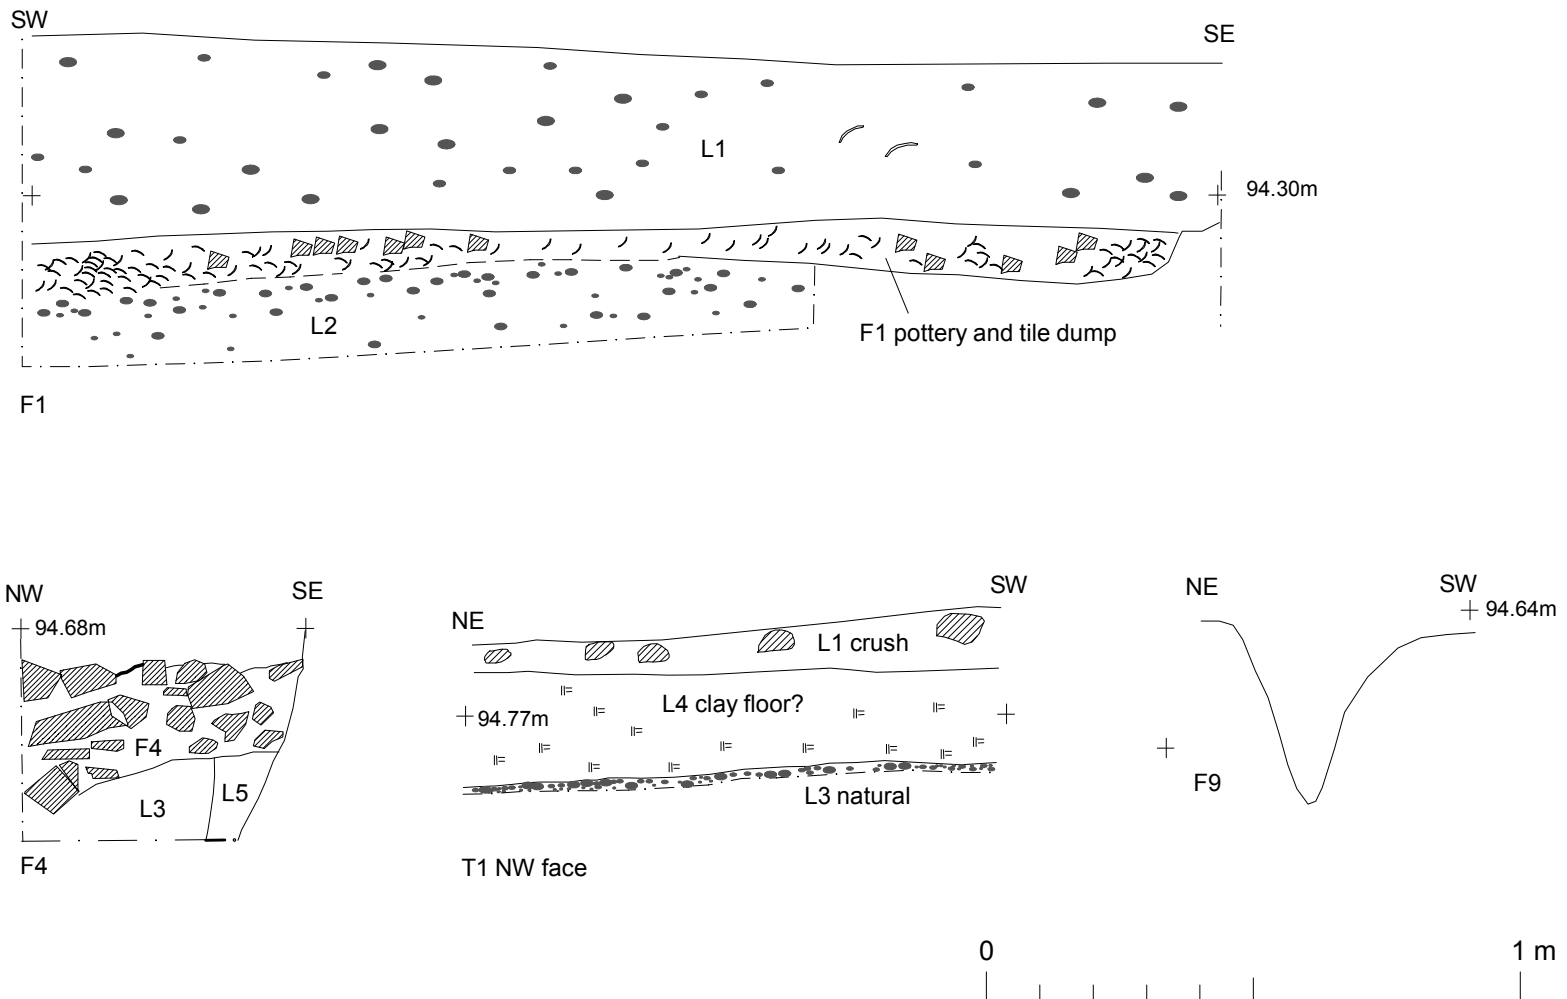 SW
SE
L1
94.30m
L2
F1 pottery and tile dump
F1
NW
SE
94.68m
F4
L3
L5
F4
NE
SW
L1 crush
L4 clay floor?
94.77m
L3 natural
T1 NW face
NE
SW
94.64m
F9
0
1 m